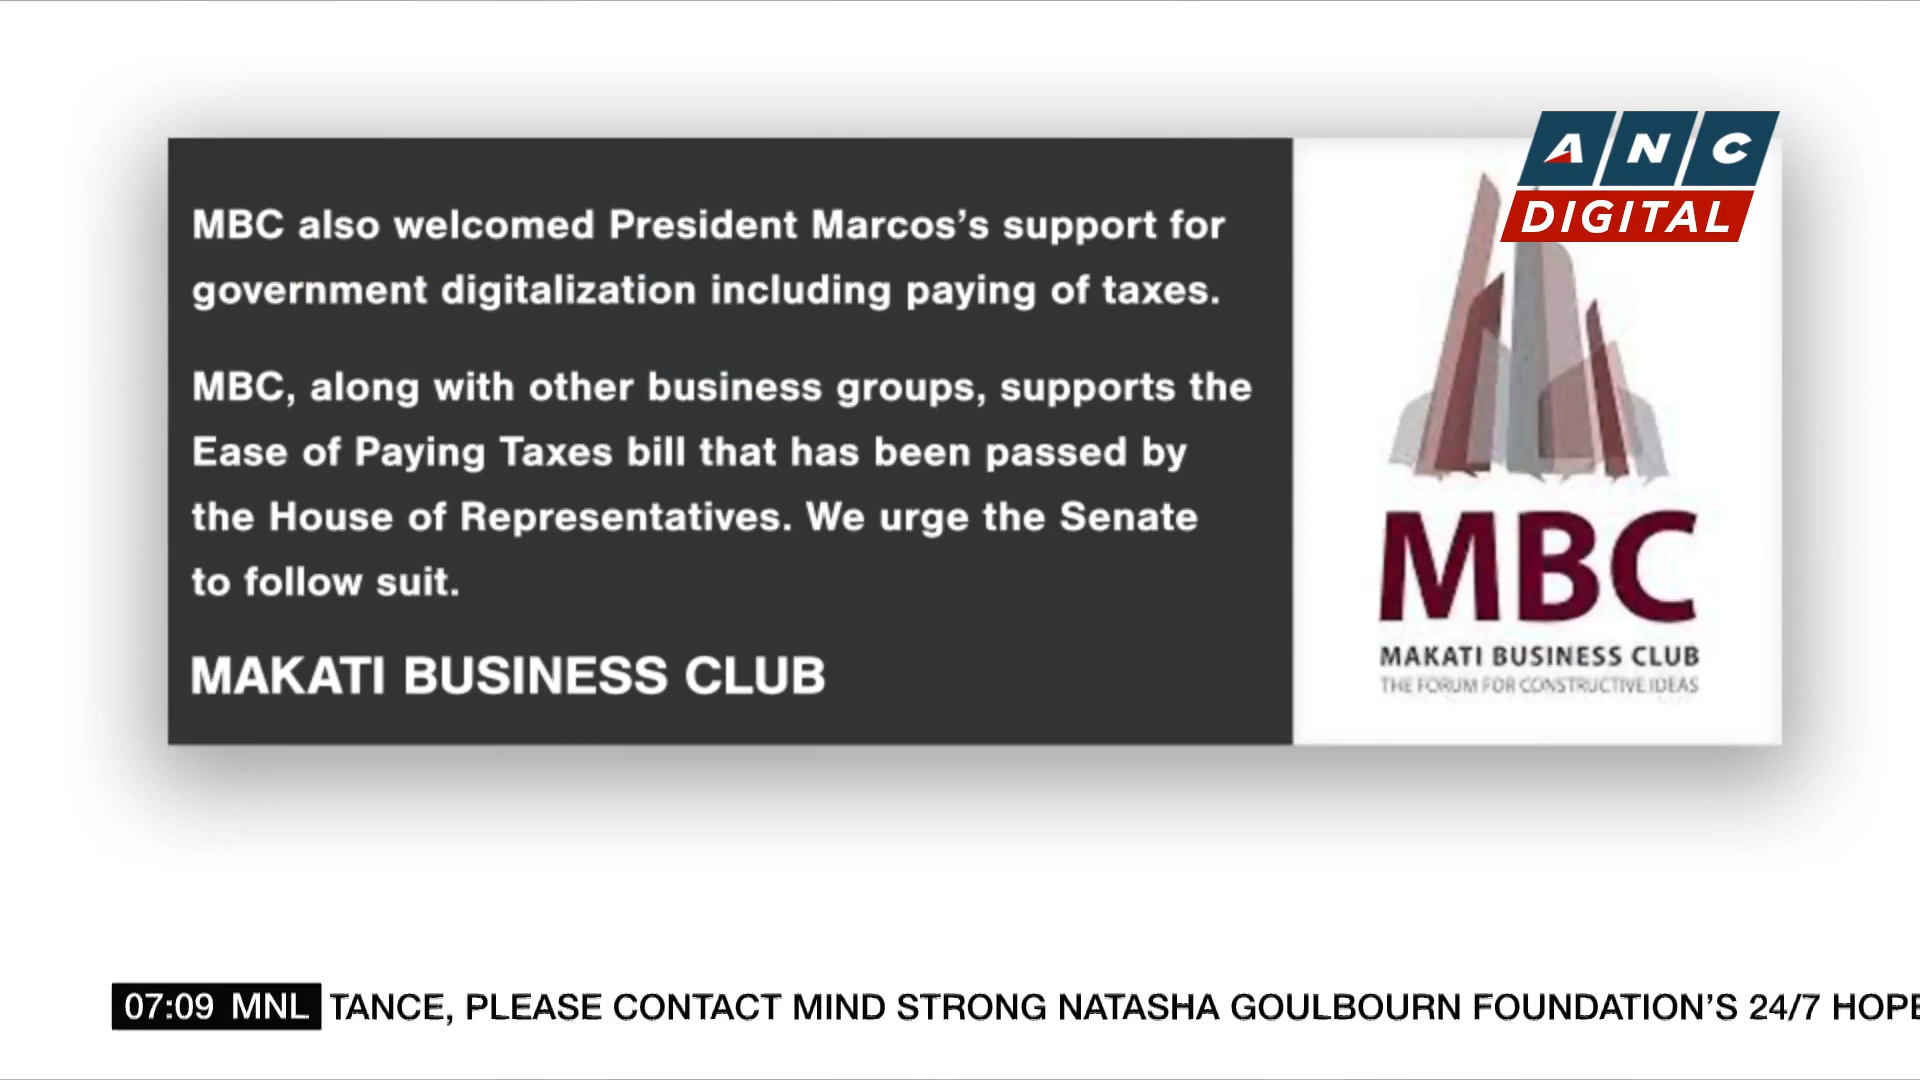 ANC
DIGITAL
MBC also welcomed President Marcos’s support for
government digitalization including paying of taxes.
MBC, along with other business groups, supports the
Ease of Paying Taxes bill that has been passed by
the House of Representatives. We urge the Senate
to follow suit.
MAKATI BUSINESS CLUB
MBC
MAKATI BUSINESS CLUB
THE FORUM FOR CONSTRUCTIVE IDEAS
07:09 MNL TANCE, PLEASE CONTACT MIND STRONG NATASHA GOULBOURN FOUNDATION’S 24/7 HOPE